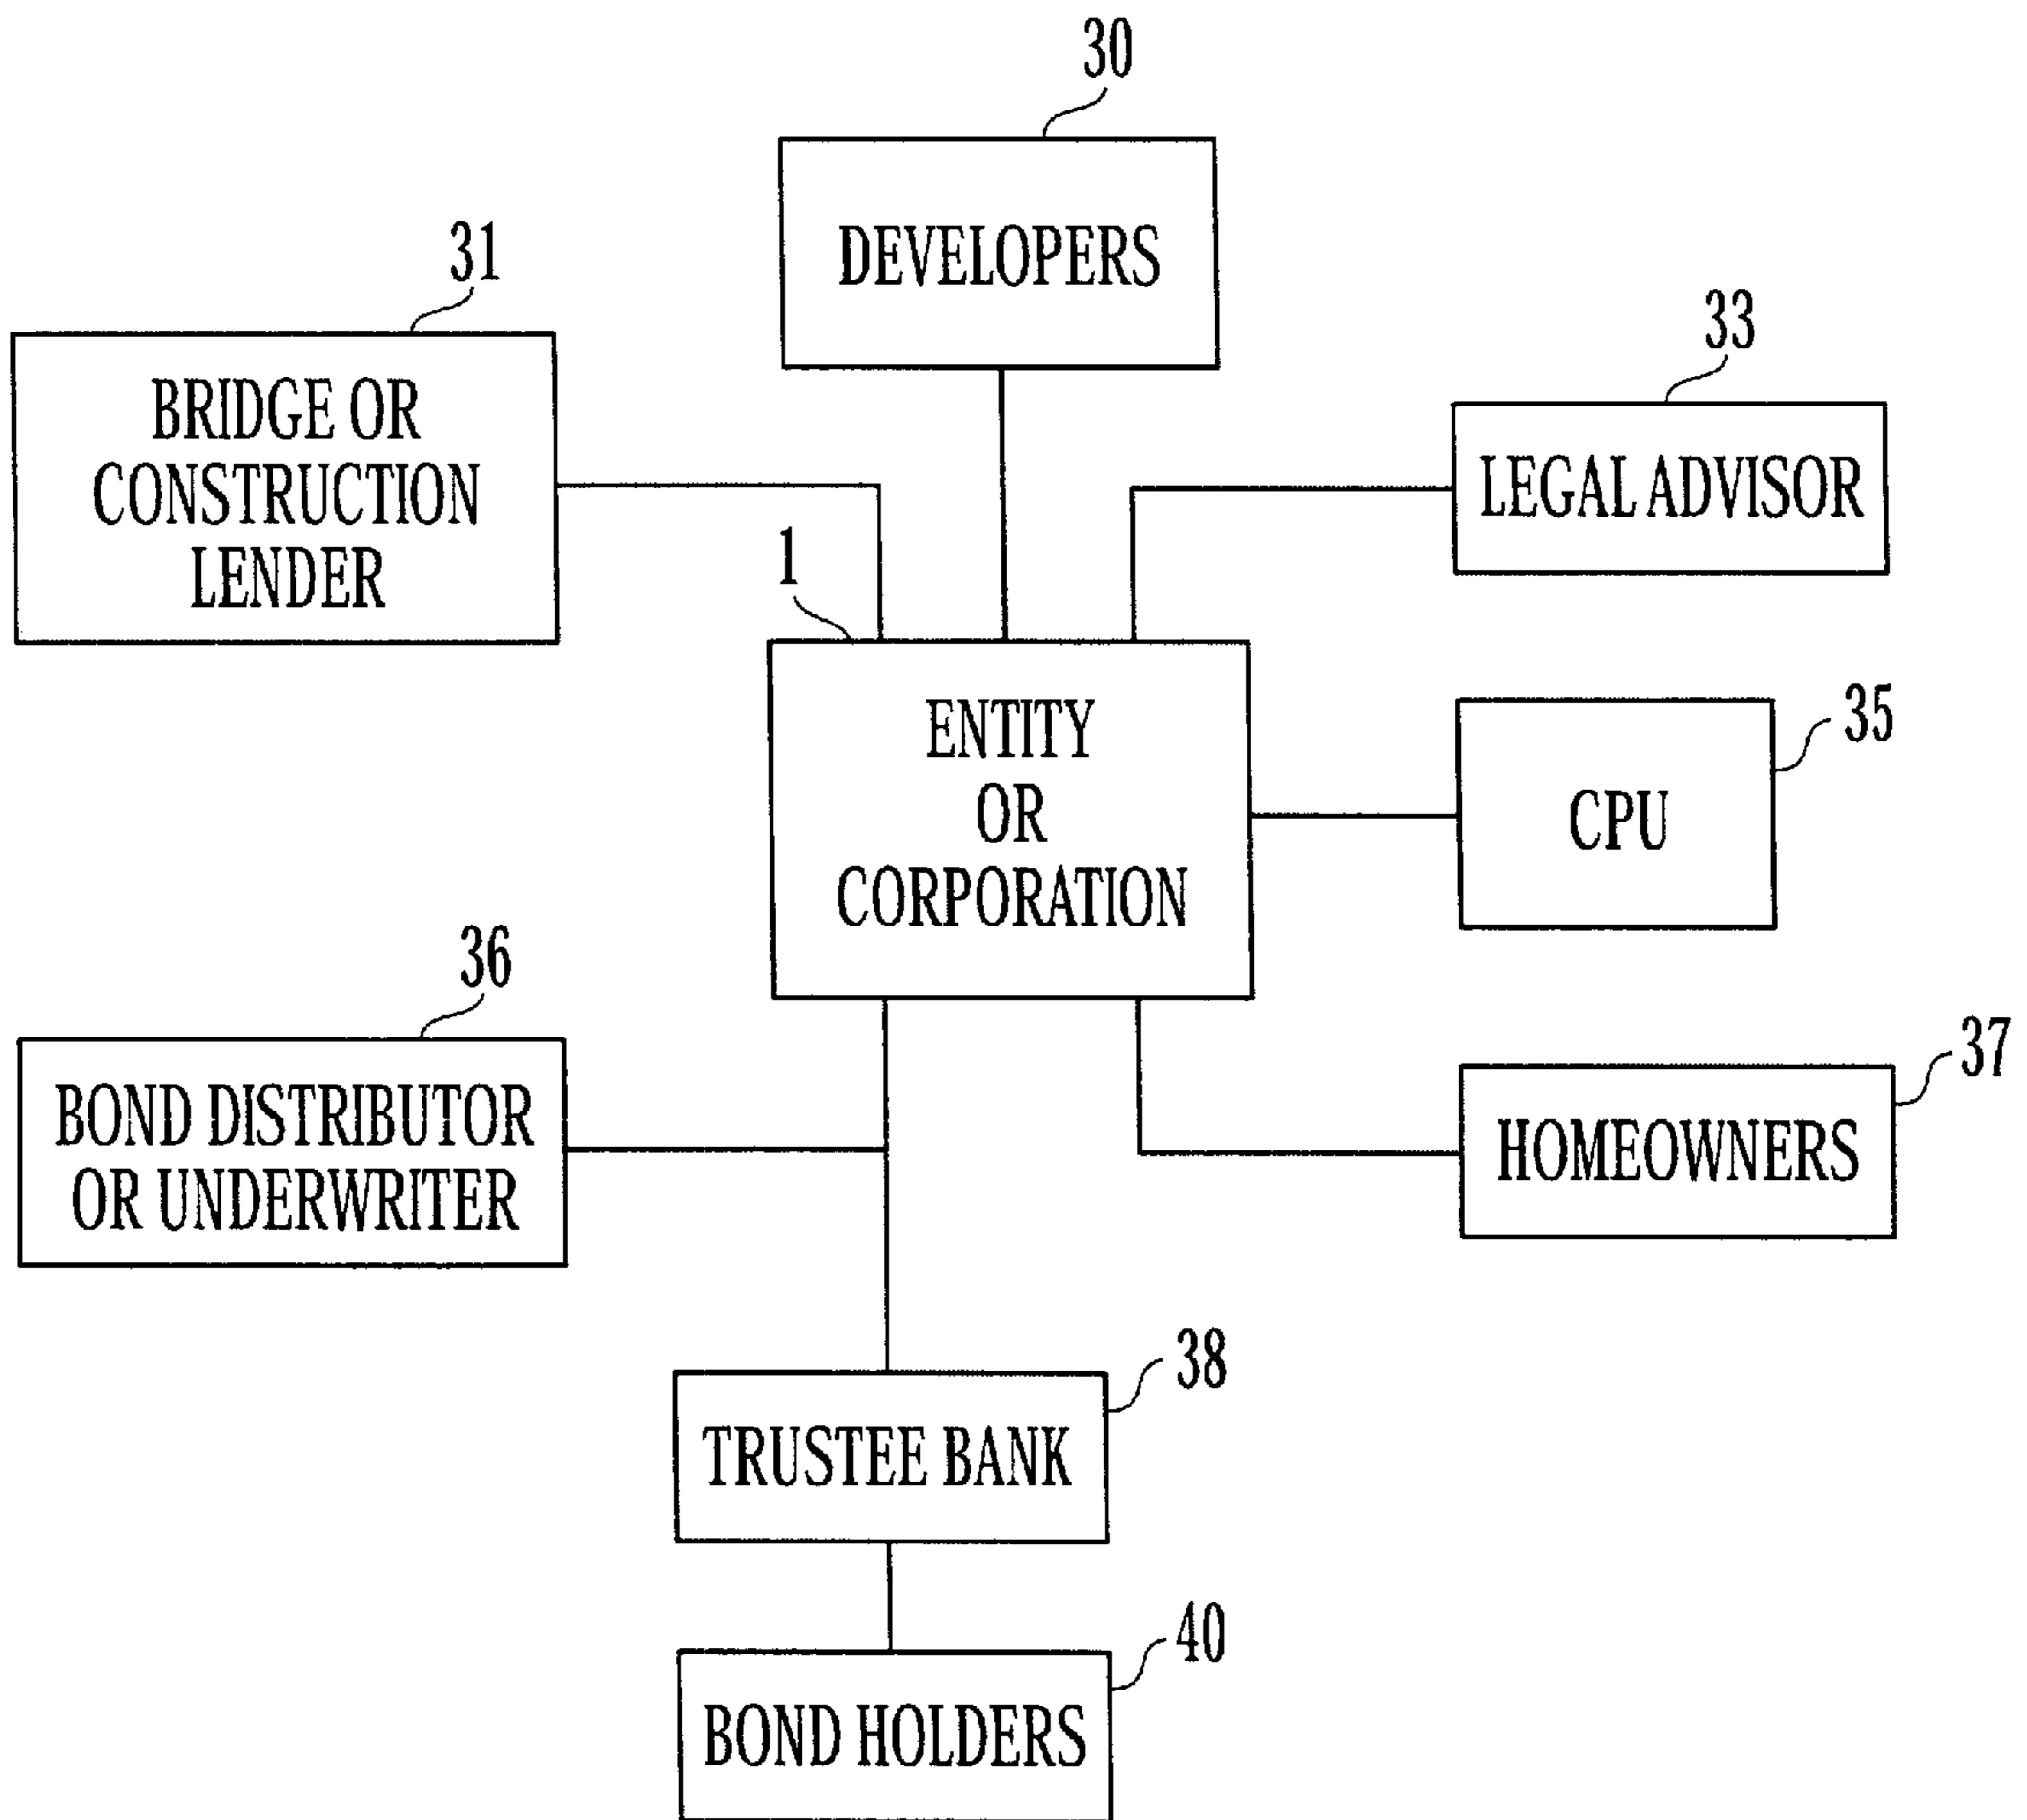 30
DEVELOPERS
31
BRIDGE OR
CONSTRUCTION
LENDER
33
LEGAL ADVISOR
1
ENTITY
OR
CORPORATION
35
CPU
36
BOND DISTRIBUTOR
OR UNDERWRITER
37
HOMEOWNERS
38
TRUSTEE BANK
40
BOND HOLDERS